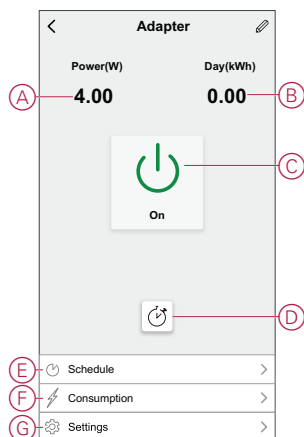 Adapter
Power(W) Day(kWh)
A 4.00 0.00 B
C
On
D
E Schedule
F Consumption
G Settings